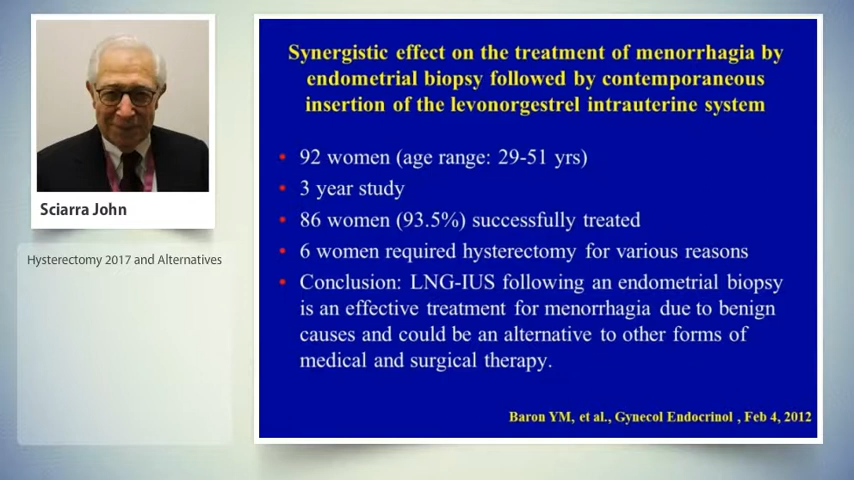 Sciarra John
Hysterectomy 2017 and Alternatives
Synergistic effect on the treatment of menorrhagia by
endometrial biopsy followed by contemporaneous
insertion of the levonorgestrel intrauterine system
• 92 women (age range: 29-51 yrs)
• 3 year study
• 86 women (93.5%) successfully treated
• 6 women required hysterectomy for various reasons
• Conclusion: LNG-IUS following an endometrial biopsy
is an effective treatment for menorrhagia due to benign
causes and could be an alternative to other forms of
medical and surgical therapy.
Baron YM, et al., Gynecol Endocrinol , Feb 4, 2012